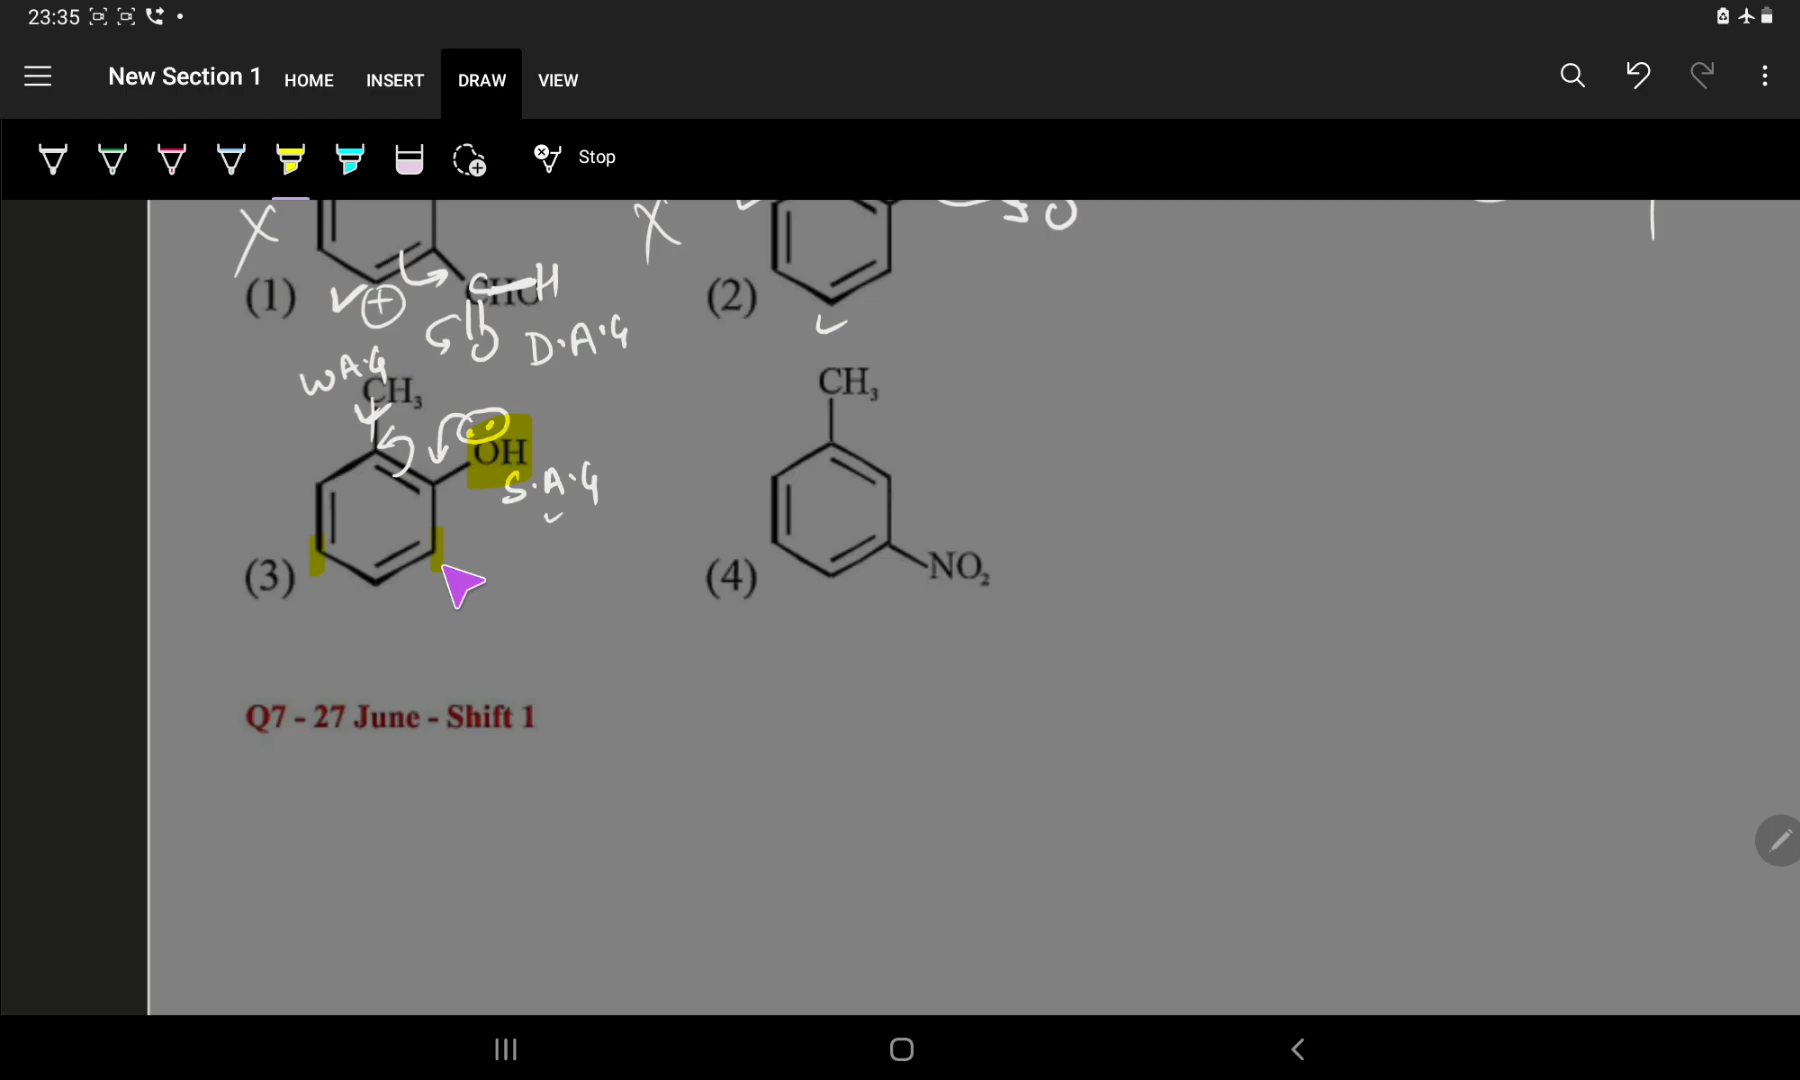 23:35
New Section 1 HOME INSERT DRAW VIEW
Stop
X X
(1) CHO
C-H
O D.A.G
(2) O
W A.G
CH₃
OH
S.A.G
(3)
CH₃
NO₂
(4)
Q7 - 27 June - Shift 1